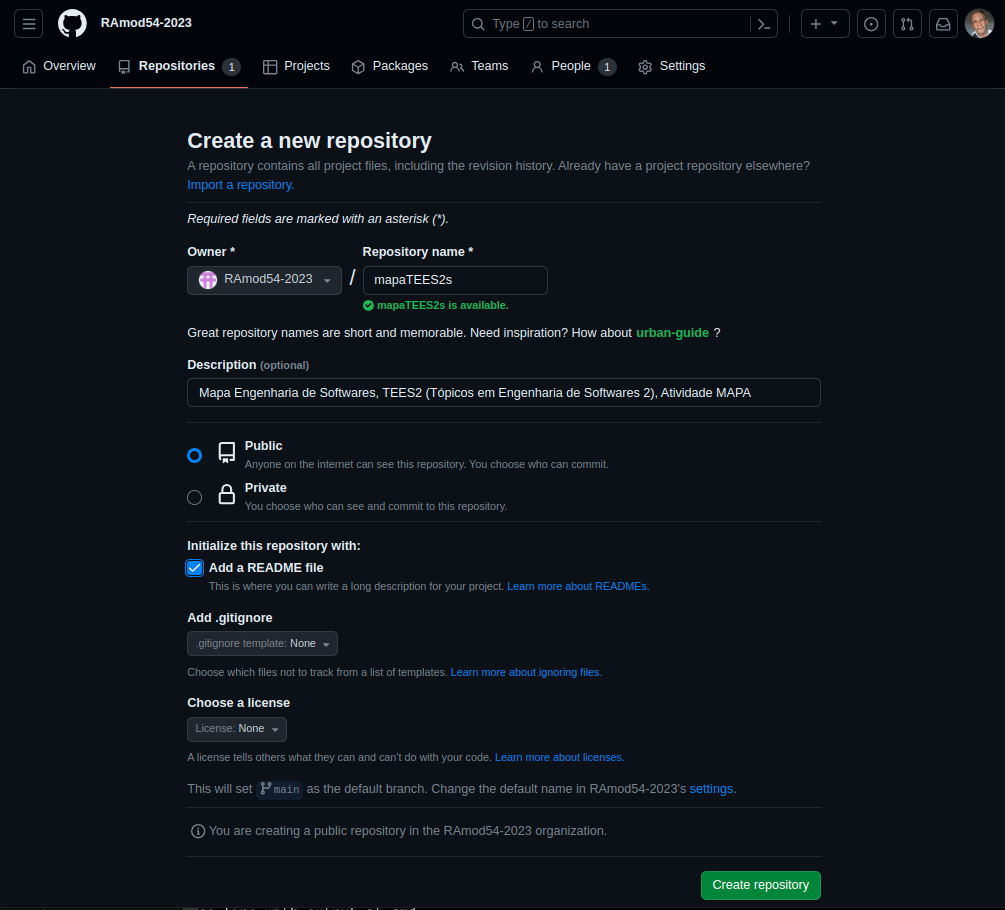 RAmod54-2023
Type / to search
Overview
Repositories 1
Projects
Packages
Teams
People 1
Settings
Create a new repository
A repository contains all project files, including the revision history. Already have a project repository elsewhere?
Import a repository.
Required fields are marked with an asterisk (*).
Owner * Repository name *
RAmod54-2023 / mapaTEES2s
mapaTEES2s is available.
Great repository names are short and memorable. Need inspiration? How about urban-guide ?
Description (optional)
Mapa Engenharia de Softwares, TEES2 (Tópicos em Engenharia de Softwares 2), Atividade MAPA
Public
Anyone on the internet can see this repository. You choose who can commit.
Private
You choose who can see and commit to this repository.
Initialize this repository with:
Add a README file
This is where you can write a long description for your project. Learn more about READMEs.
Add .gitignore
.gitignore template: None
Choose which files not to track from a list of templates. Learn more about ignoring files.
Choose a license
License: None
A license tells others what they can and can't do with your code. Learn more about licenses.
This will set main as the default branch. Change the default name in RAmod54-2023's settings.
You are creating a public repository in the RAmod54-2023 organization.
Create repository